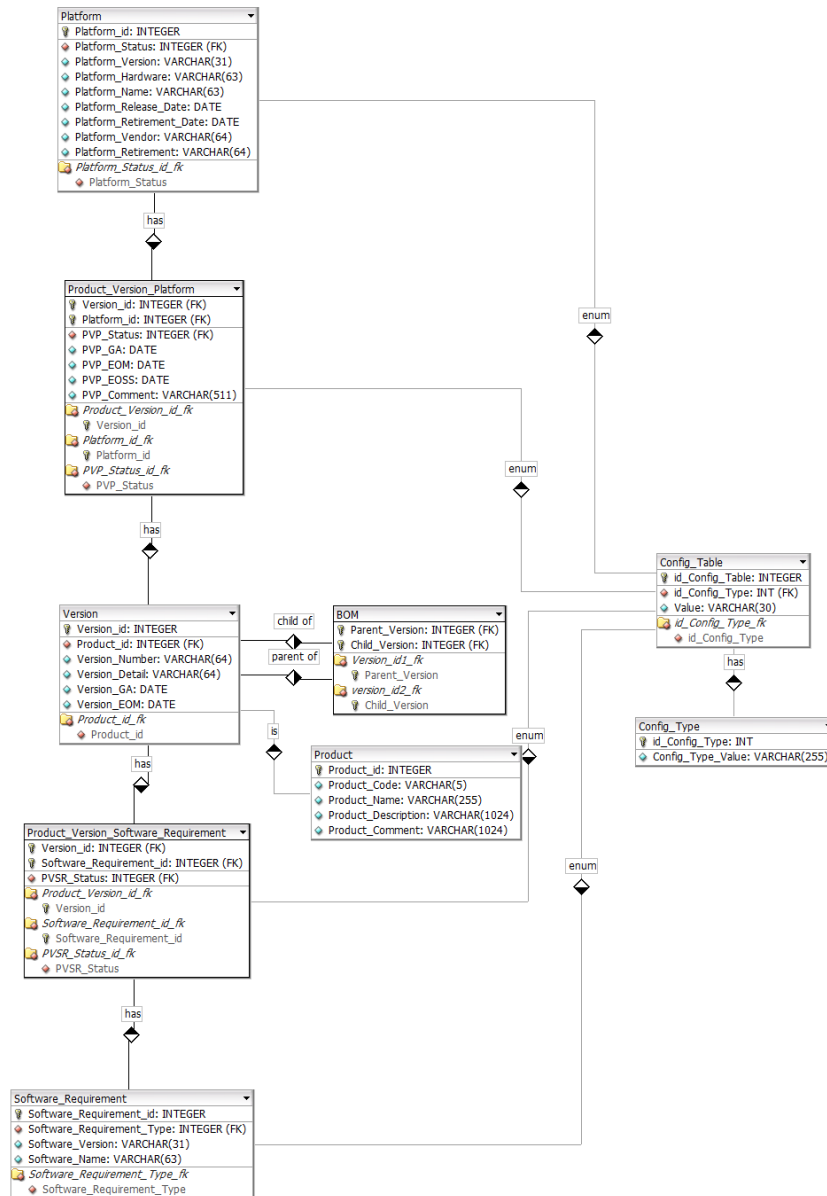 Platform
Platform_id: INTEGER
Platform_Status: INTEGER (FK)
Platform_Version: VARCHAR(31)
Platform_Hardware: VARCHAR(63)
Platform_Name: VARCHAR(63)
Platform_Release_Date: DATE
Platform_Retirement_Date: DATE
Platform_Vendor: VARCHAR(64)
Platform_Retirement: VARCHAR(64)
Platform_Status_id_fk
Platform_Status
has
enum
Product_Version_Platform
Version_id: INTEGER (FK)
Platform_id: INTEGER (FK)
PVP_Status: INTEGER (FK)
PVP_GA: DATE
PVP_EOM: DATE
PVP_EOSS: DATE
PVP_Comment: VARCHAR(511)
Product_Version_id_fk
Version_id
Platform_id_fk
Platform_id
PVP_Status_id_fk
PVP_Status
enum
has
Config_Table
id_Config_Table: INTEGER
id_Config_Type: INT (FK)
Value: VARCHAR(30)
id_Config_Type_fk
id_Config_Type
has
Config_Type
id_Config_Type: INT
Config_Type_Value: VARCHAR(255)
Version
Version_id: INTEGER
Product_id: INTEGER (FK)
Version_Number: VARCHAR(64)
Version_Detail: VARCHAR(64)
Version_GA: DATE
Version_EOM: DATE
Product_id_fk
Product_id
child of
parent of
BOM
Parent_Version: INTEGER (FK)
Child_Version: INTEGER (FK)
Version_id1_fk
Parent_Version
version_id2_fk
Child_Version
is
enum
has
Product
Product_id: INTEGER
Product_Code: VARCHAR(5)
Product_Name: VARCHAR(255)
Product_Description: VARCHAR(1024)
Product_Comment: VARCHAR(1024)
Product_Version_Software_Requirement
Version_id: INTEGER (FK)
Software_Requirement_id: INTEGER (FK)
PVSR_Status: INTEGER (FK)
Product_Version_id_fk
Version_id
Software_Requirement_id_fk
Software_Requirement_id
PVSR_Status_id_fk
PVSR_Status
enum
has
Software_Requirement
Software_Requirement_id: INTEGER
Software_Requirement_Type: INTEGER (FK)
Software_Version: VARCHAR(31)
Software_Name: VARCHAR(63)
Software_Requirement_Type_fk
Software_Requirement_Type